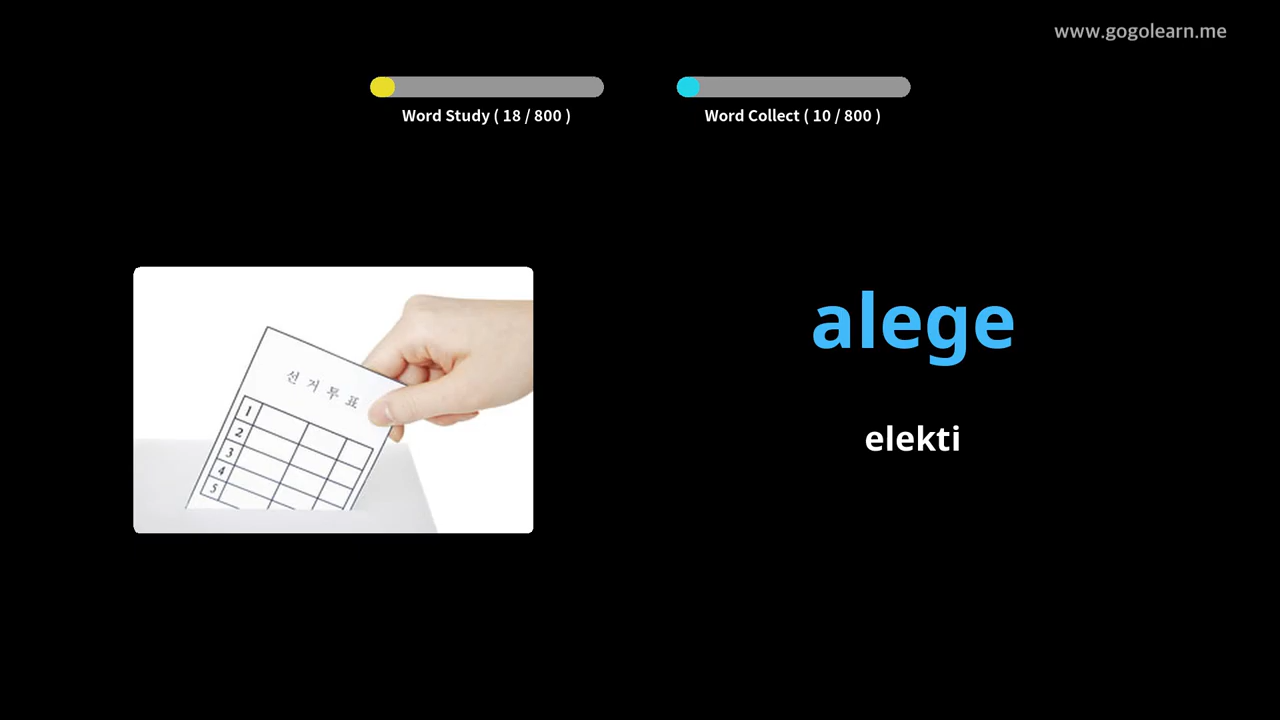 www.gogolearn.me
Word Study ( 18 / 800 )
Word Collect ( 10 / 800 )
선거투표
1
2
3
4
5
alege
elekti